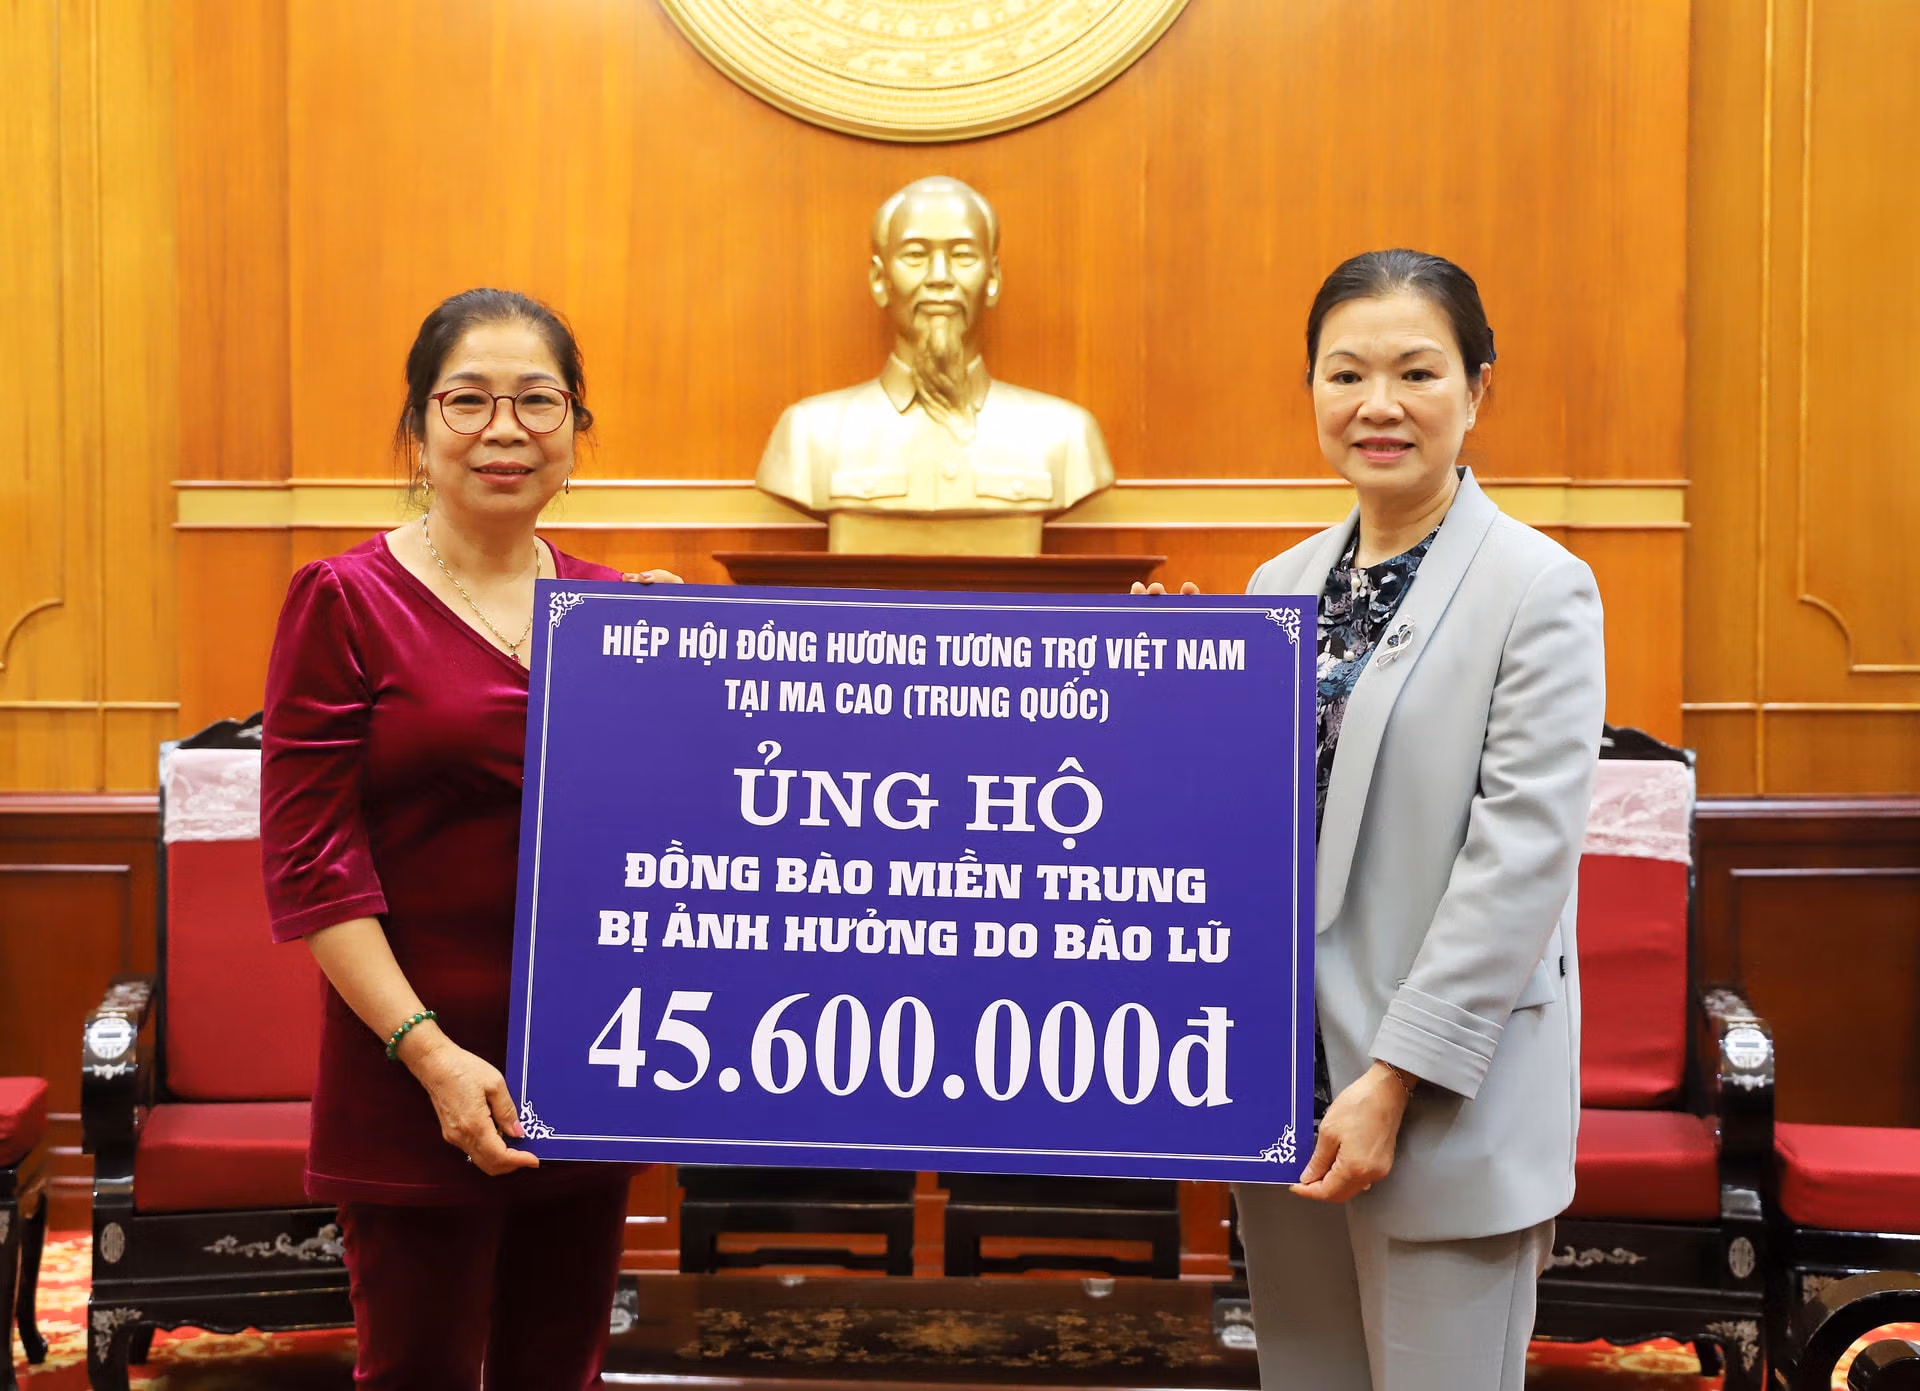 HIỆP HỘI ĐỒNG HƯƠNG TƯƠNG TRỢ VIỆT NAM
TẠI MA CAO (TRUNG QUỐC)
ỦNG HỘ
ĐỒNG BÀO MIỀN TRUNG
BỊ ẢNH HƯỞNG DO BÃO LŨ
45.600.000đ